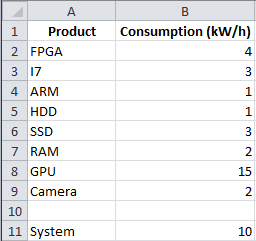 A B
1 Product Consumption (kW/h)
2 FPGA 4
3 I7 3
4 ARM 1
5 HDD 1
6 SSD 3
7 RAM 2
8 GPU 15
9 Camera 2
10
11 System 10